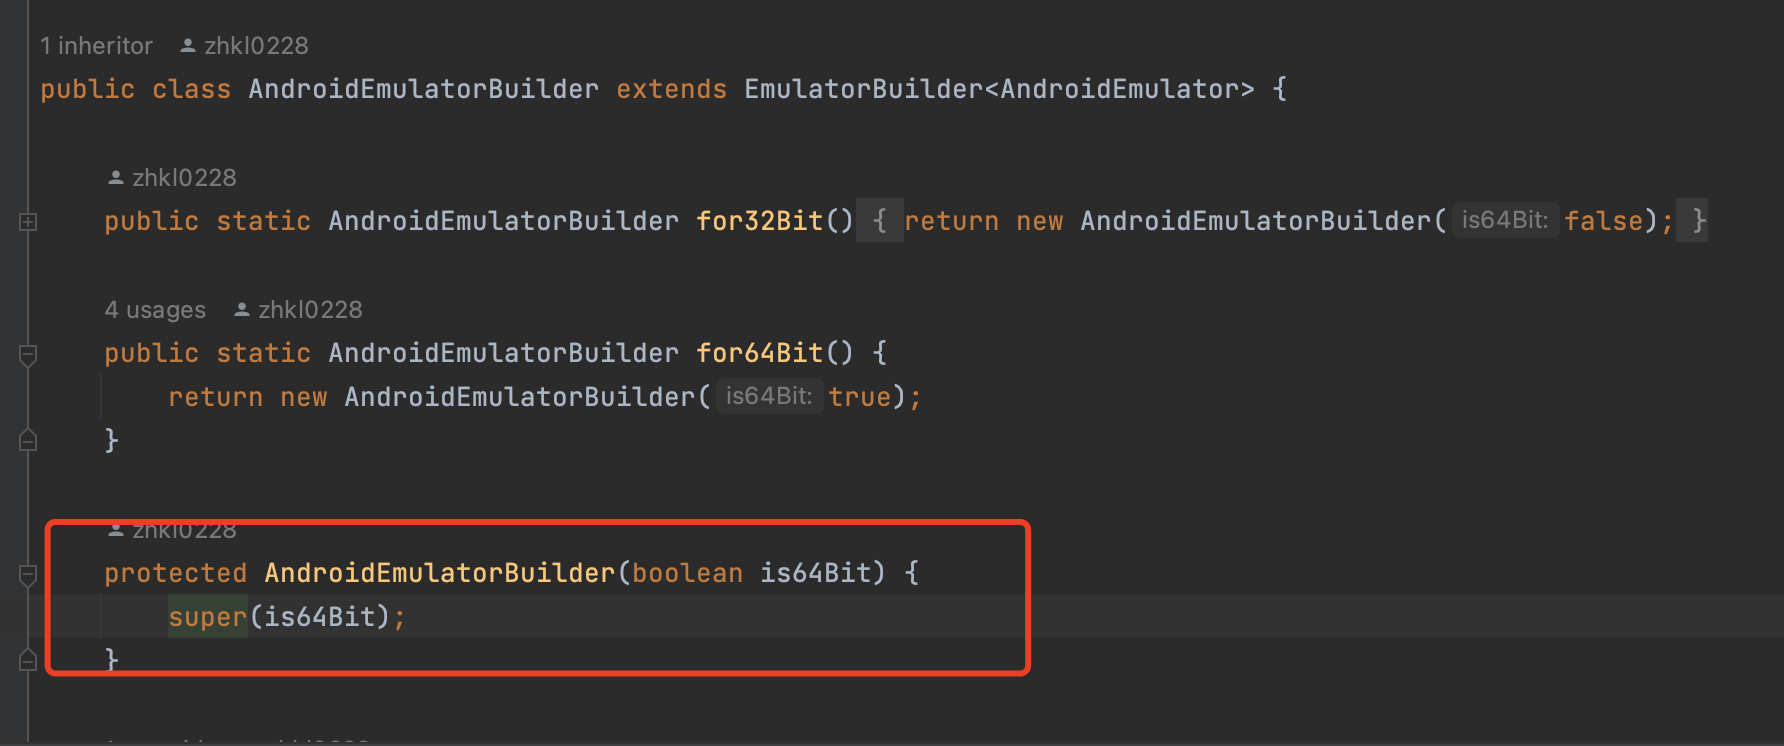 1 inheritor zhkl0228
public class AndroidEmulatorBuilder extends EmulatorBuilder<AndroidEmulator> {
zhkl0228
public static AndroidEmulatorBuilder for32Bit() { return new AndroidEmulatorBuilder( is64Bit: false); }
4 usages zhkl0228
public static AndroidEmulatorBuilder for64Bit() {
return new AndroidEmulatorBuilder( is64Bit: true);
}
zhkl0228
protected AndroidEmulatorBuilder(boolean is64Bit) {
super(is64Bit);
}